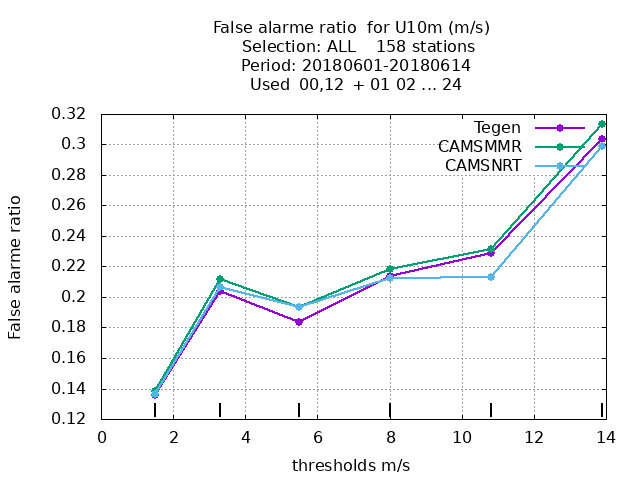 False alarme ratio  for U10m (m/s)
Selection: ALL    158 stations
Period: 20180601-20180614
Used  00,12  + 01 02 ... 24
Tegen
CAMSMMR
CAMSNRT
0.32
0.3
0.28
0.26
0.24
0.22
0.2
0.18
0.16
0.14
0.12
False alarme ratio
0 2 4 6 8 10 12 14
thresholds m/s